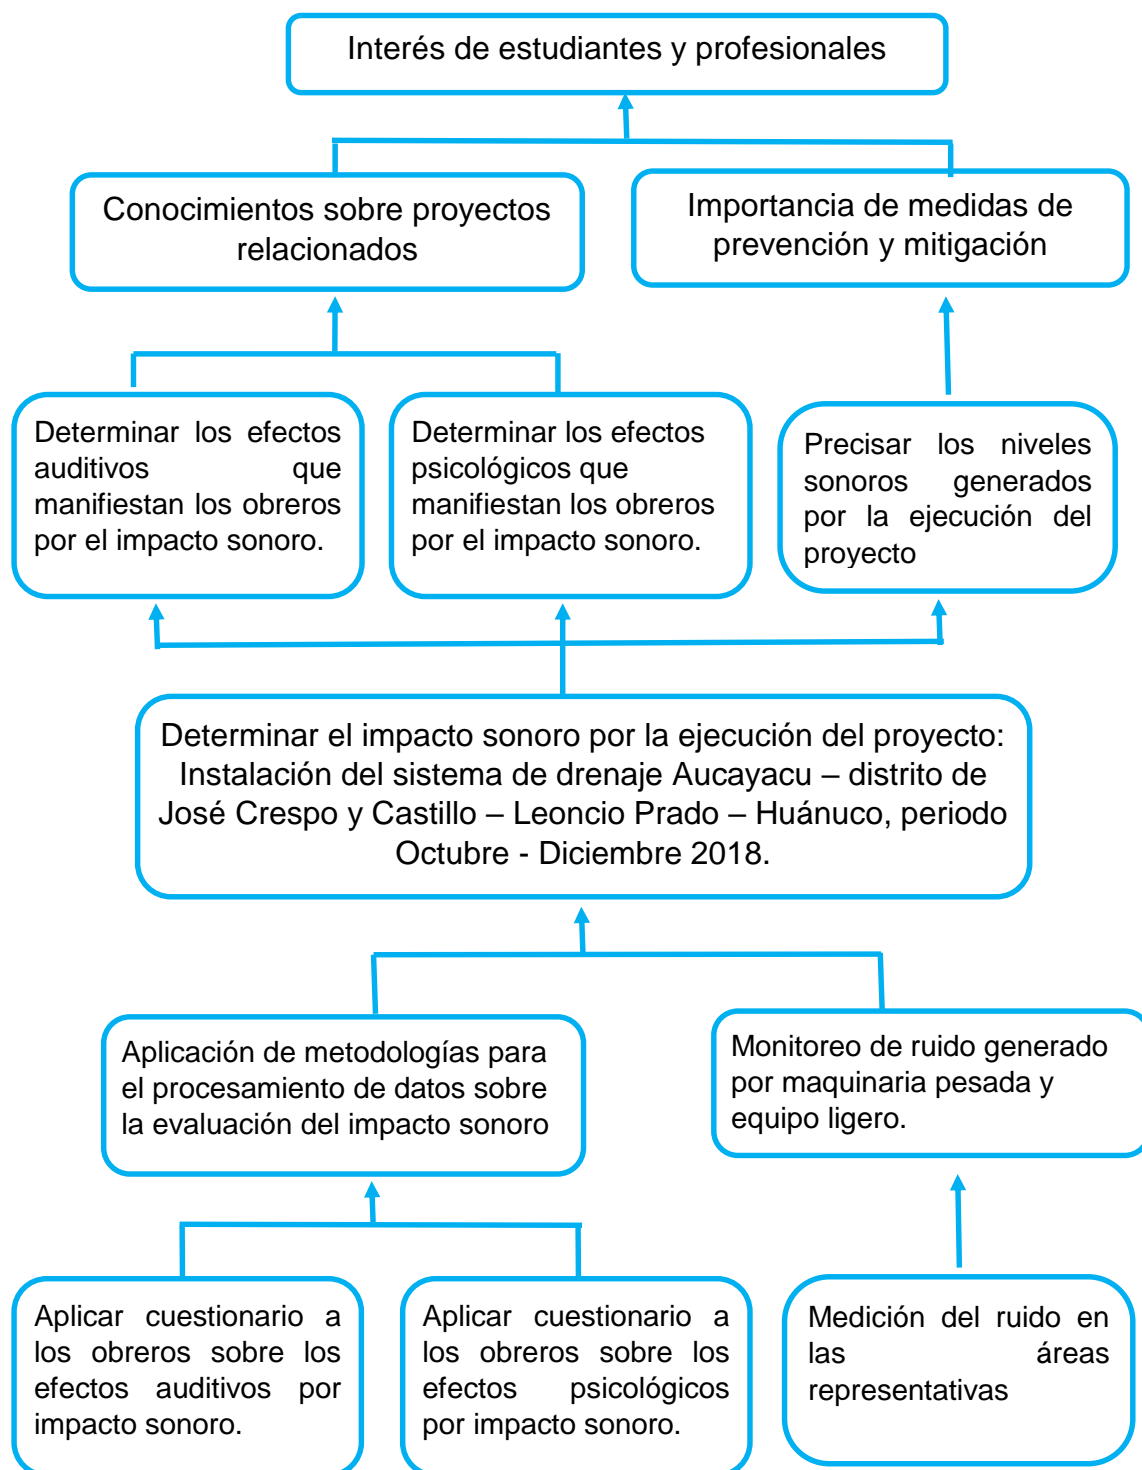 Interés de estudiantes y profesionales
Conocimientos sobre proyectos
relacionados
Importancia de medidas de
prevención y mitigación
Determinar los efectos
auditivos que
manifiestan los obreros
por el impacto sonoro.
Determinar los efectos
psicológicos que
manifiestan los obreros
por el impacto sonoro.
Precisar los niveles
sonoros generados
por la ejecución del
proyecto
Determinar el impacto sonoro por la ejecución del proyecto:
Instalación del sistema de drenaje Aucayacu – distrito de
José Crespo y Castillo – Leoncio Prado – Huánuco, periodo
Octubre - Diciembre 2018.
Aplicación de metodologías para
el procesamiento de datos sobre
la evaluación del impacto sonoro
Monitoreo de ruido generado
por maquinaria pesada y
equipo ligero.
Aplicar cuestionario a
los obreros sobre los
efectos auditivos por
impacto sonoro.
Aplicar cuestionario a
los obreros sobre los
efectos psicológicos
por impacto sonoro.
Medición del ruido en
las áreas
representativas